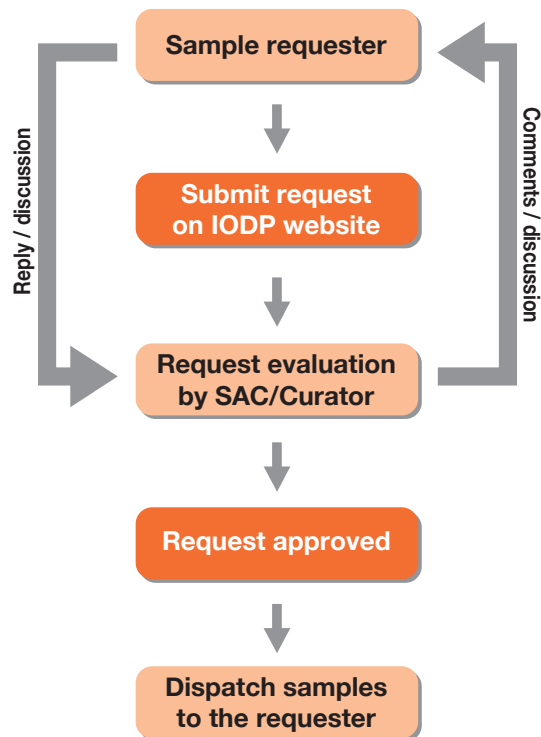 Sample requester
Reply / discussion
Comments / discussion
Submit request
on IODP website
Request evaluation
by SAC/Curator
Request approved
Dispatch samples
to the requester